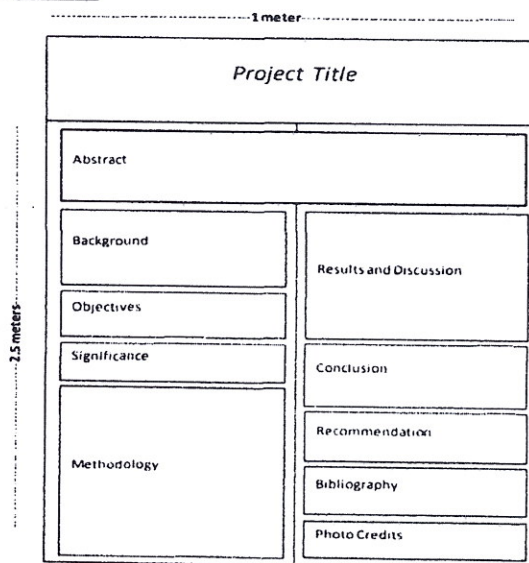 1 meter
Project Title
2.5 meters
Abstract
Background
Objectives
Significance
Methodology
Results and Discussion
Conclusion
Recommendation
Bibliography
Photo Credits